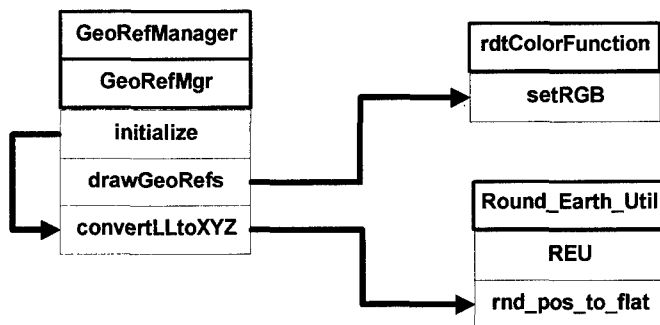 GeoRefManager
GeoRefMgr
initialize
drawGeoRefs
convertLLtoXYZ
rdtColorFunction
setRGB
Round_Earth_Util
REU
rnd_pos_to_flat